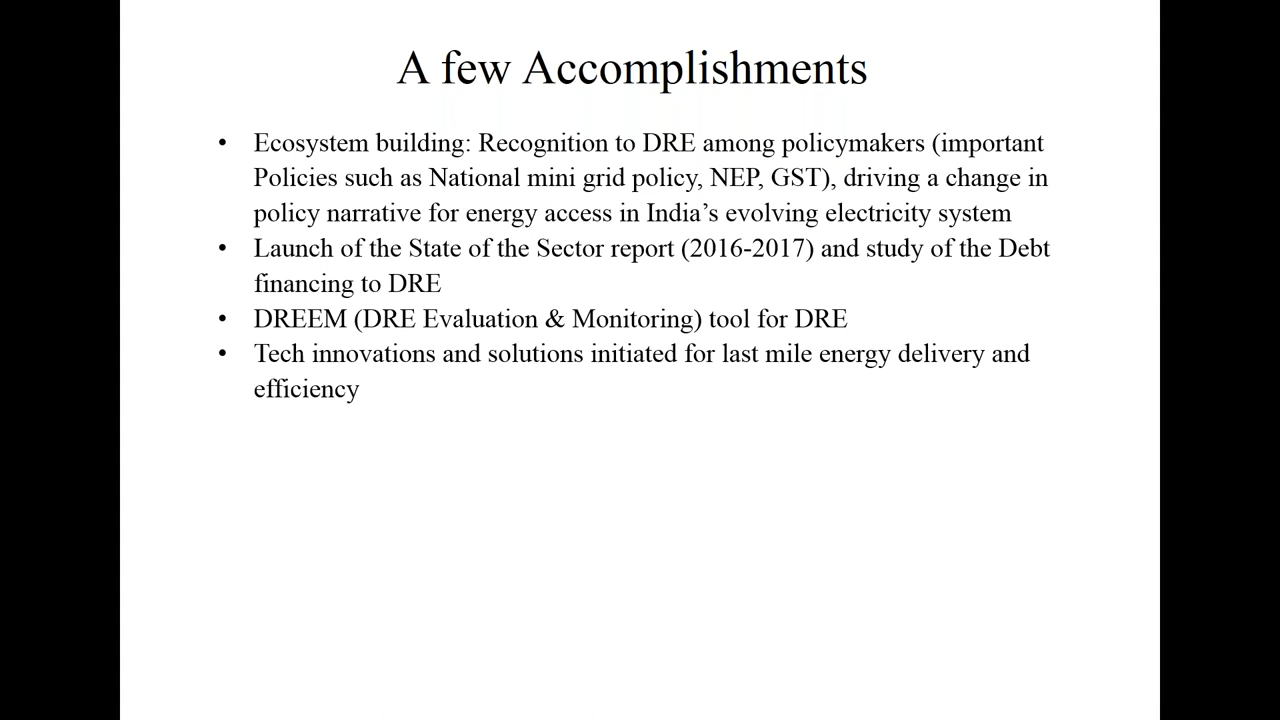 A few Accomplishments
• Ecosystem building: Recognition to DRE among policymakers (important
Policies such as National mini grid policy, NEP, GST), driving a change in
policy narrative for energy access in India’s evolving electricity system
• Launch of the State of the Sector report (2016-2017) and study of the Debt
financing to DRE
• DREEM (DRE Evaluation & Monitoring) tool for DRE
• Tech innovations and solutions initiated for last mile energy delivery and
efficiency